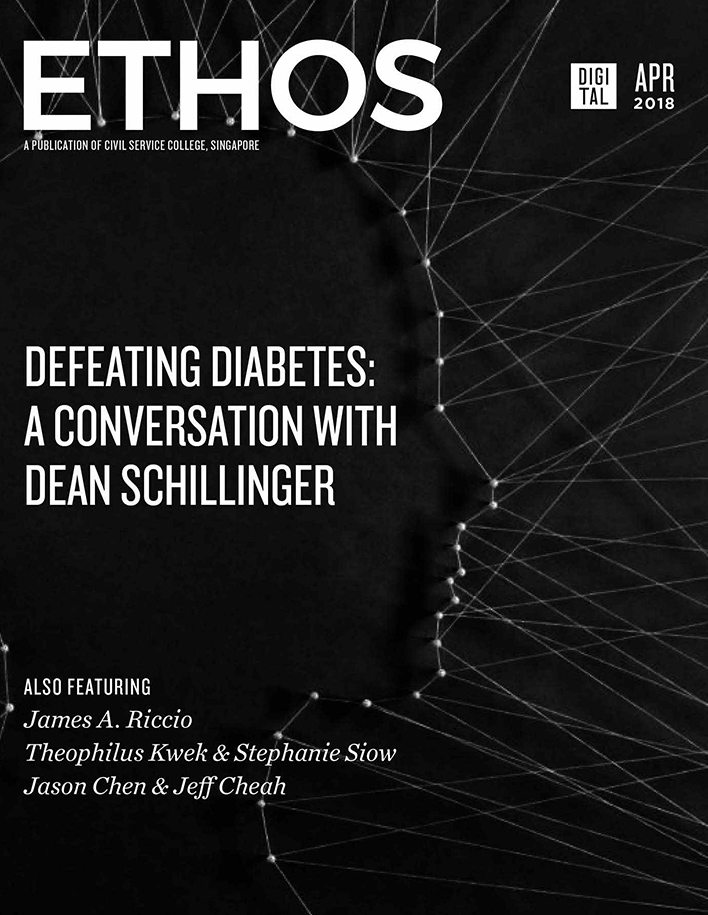 ETHOS
DIGI
TAL
APR
2018
A PUBLICATION OF CIVIL SERVICE COLLEGE, SINGAPORE
DEFEATING DIABETES:
A CONVERSATION WITH
DEAN SCHILLINGER
ALSO FEATURING
James A. Riccio
Theophilus Kwek & Stephanie Siow
Jason Chen & Jeff Cheah